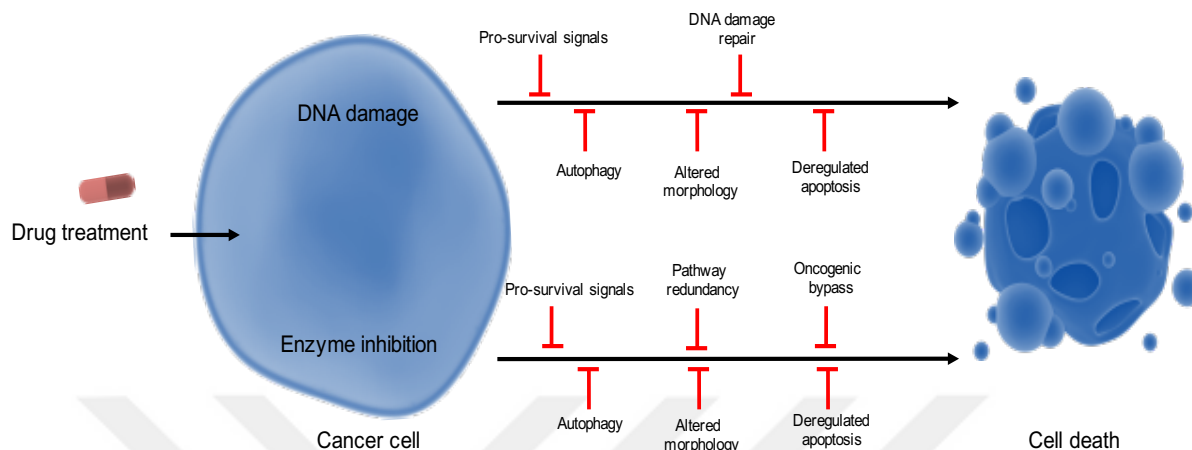 Pro-survival signals
DNA damage
repair
DNA damage
Autophagy
Altered
morphology
Deregulated
apoptosis
Drug treatment
Pro-survival signals
Pathway
redundancy
Oncogenic
bypass
Enzyme inhibition
Autophagy
Altered
morphology
Deregulated
apoptosis
Cancer cell
Cell death